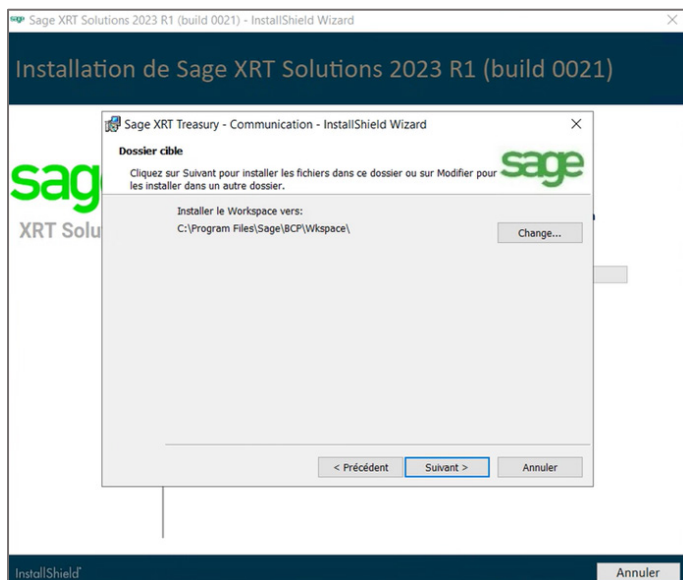 Sage XRT Solutions 2023 R1 (build 0021) - InstallShield Wizard
Installation de Sage XRT Solutions 2023 R1 (build 0021)
Sage XRT Treasury - Communication - InstallShield Wizard
Dossier cible
Cliquez sur Suivant pour installer les fichiers dans ce dossier ou sur Modifier pour
les installer dans un autre dossier.
sage
sag
XRT Solu
Installer le Workspace vers:
C:\Program Files\Sage\BCP\Wkspace\
Change...
< Précédent
Suivant >
Annuler
InstallShield
Annuler